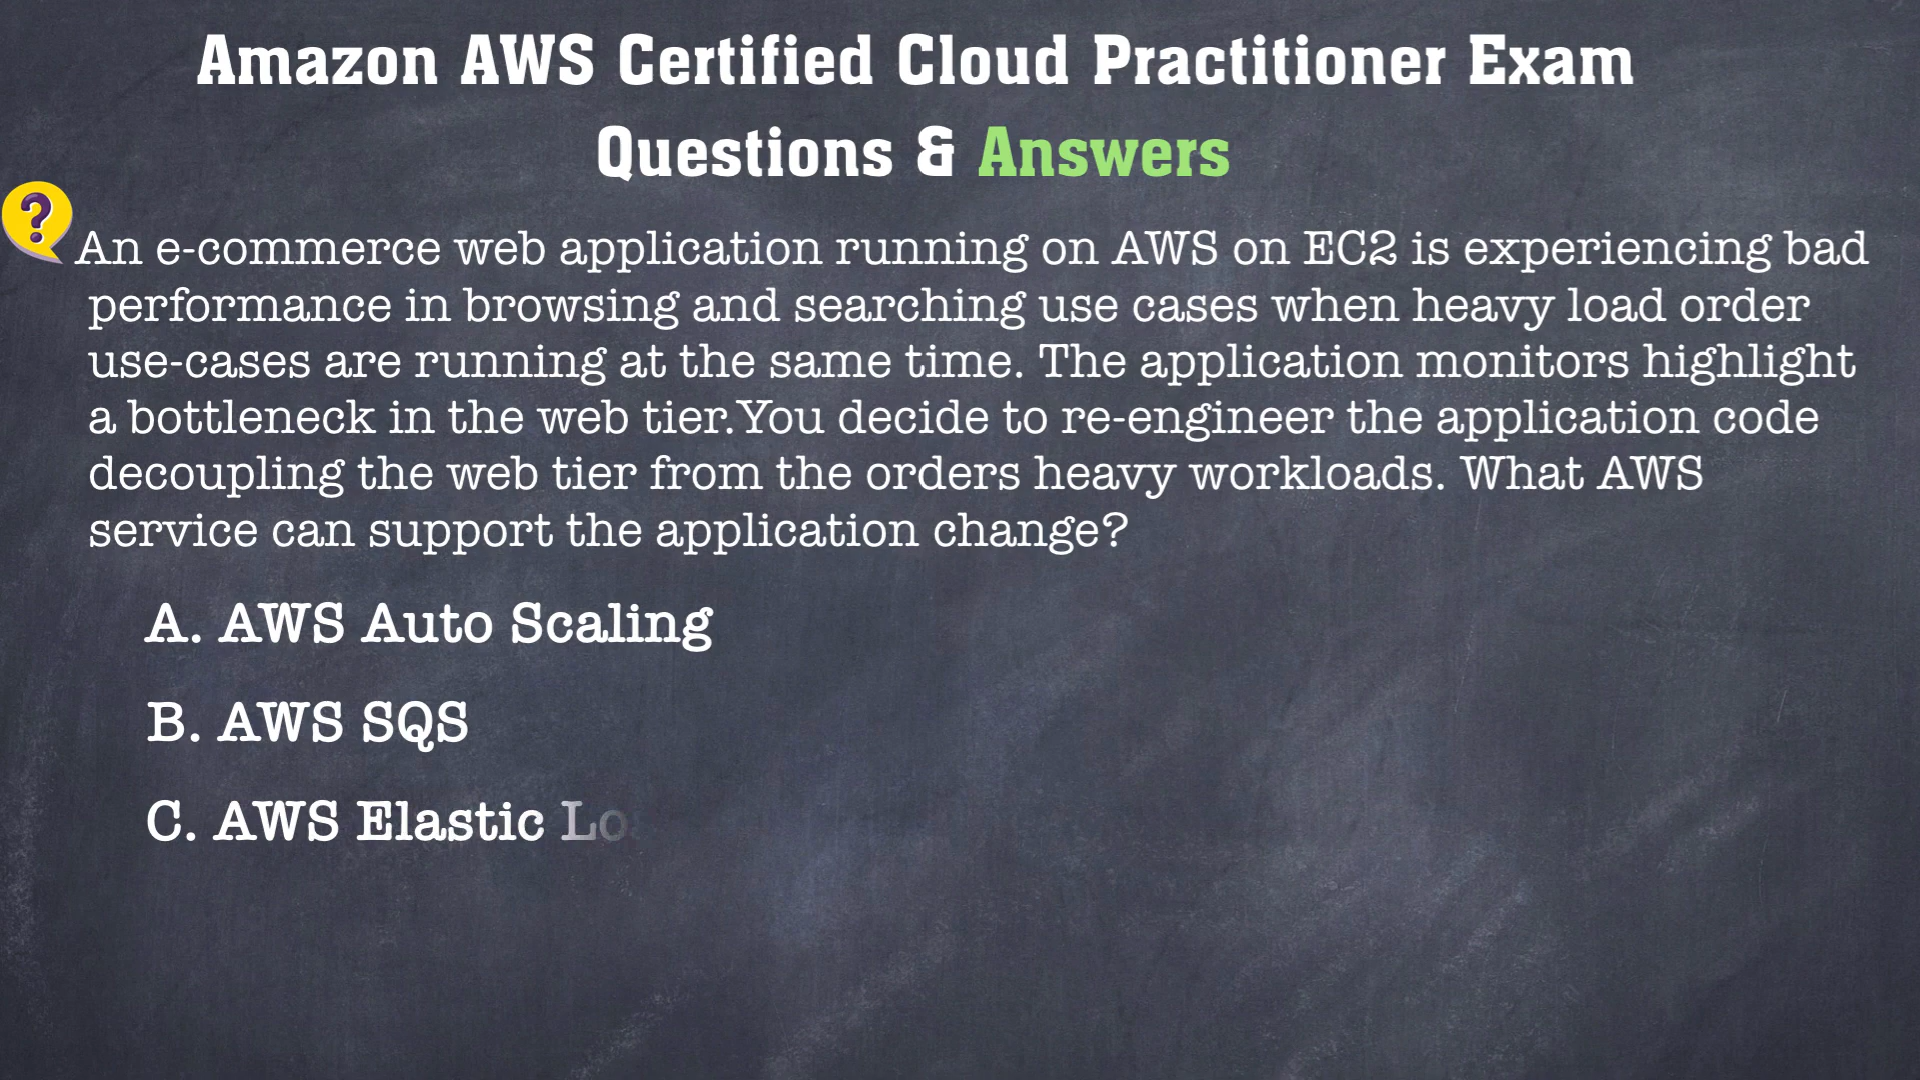 Amazon AWS Certified Cloud Practitioner Exam
Questions & Answers
?
An e-commerce web application running on AWS on EC2 is experiencing bad
performance in browsing and searching use cases when heavy load order
use-cases are running at the same time. The application monitors highlight
a bottleneck in the web tier.You decide to re-engineer the application code
decoupling the web tier from the orders heavy workloads. What AWS
service can support the application change?
A. AWS Auto Scaling
B. AWS SQS
C. AWS Elastic